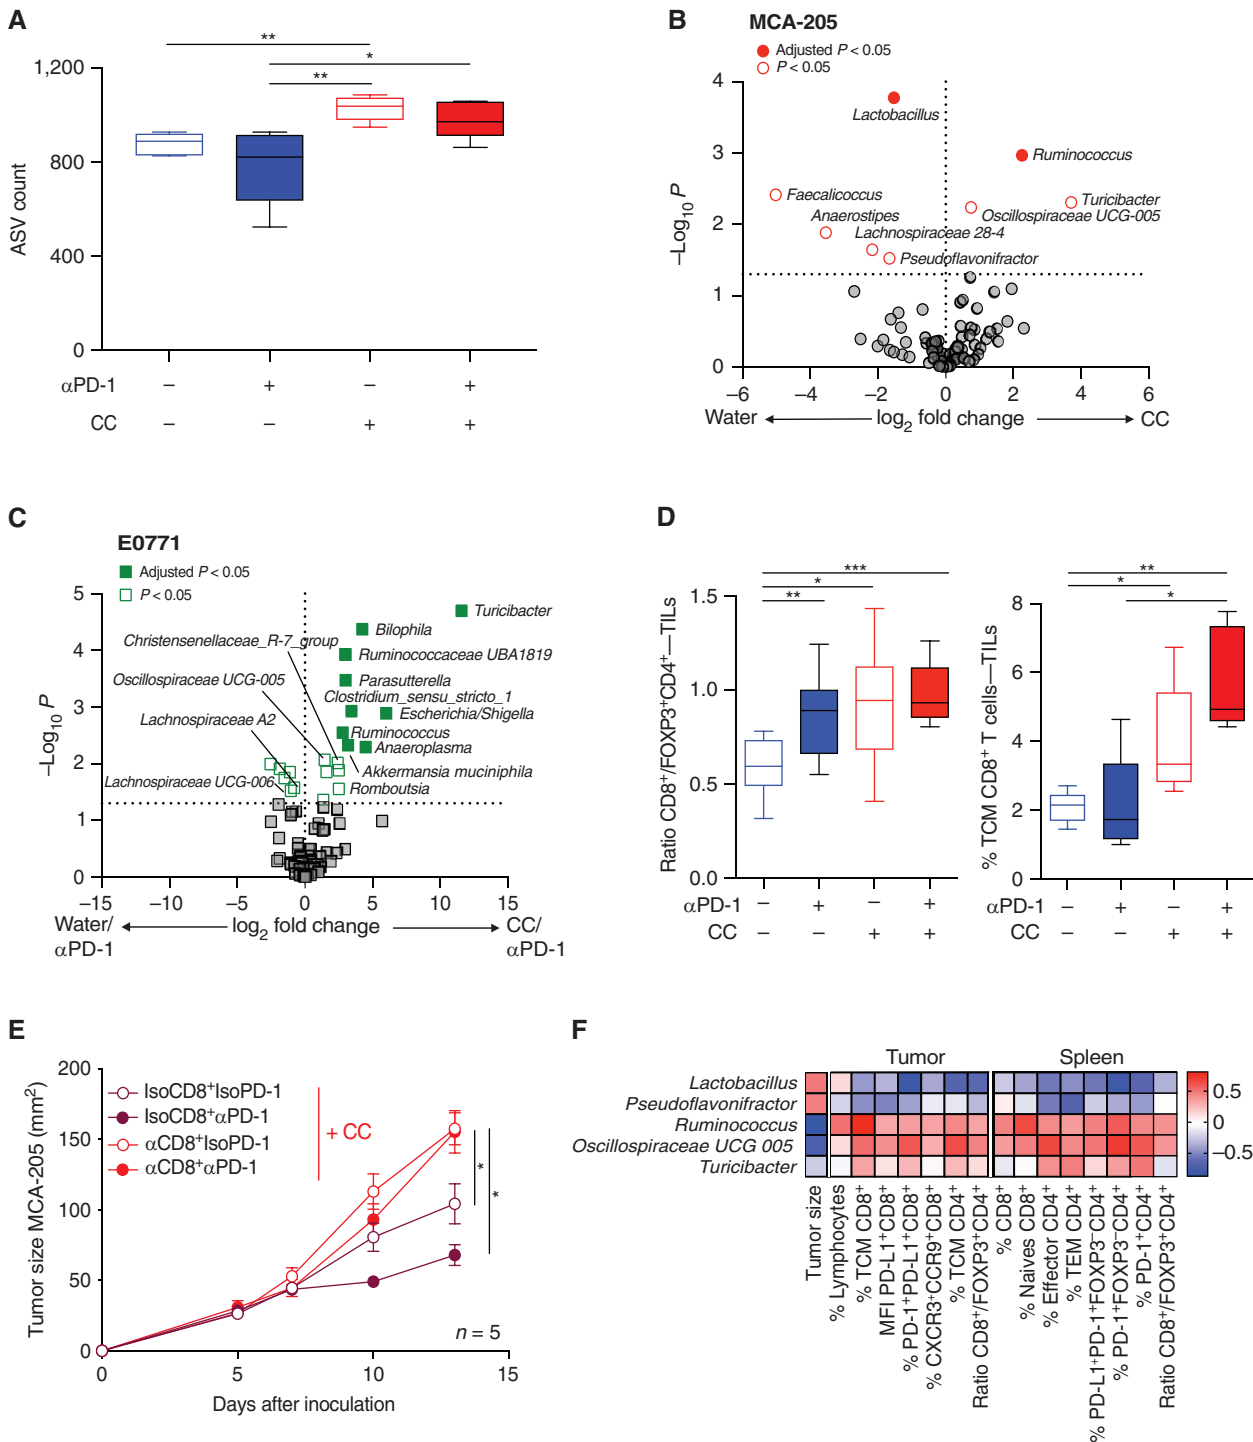 A
**
*
**
1,200
800
400
0
ASV count
αPD-1 – + – +
CC – – + +
B
MCA-205
Adjusted P < 0.05
P < 0.05
4
3
2
1
0
–Log10 P
Lactobacillus
Ruminococcus
Faecalicoccus
Turicibacter
Anaerostipes
Oscillospiraceae UCG-005
Lachnospiraceae 28-4
Pseudoflavonifractor
–6 –4 –2 0 2 4 6
Water log2 fold change CC
C
E0771
Adjusted P < 0.05
P < 0.05
5
4
3
2
1
0
–Log10 P
Turicibacter
Bilophila
Christensenellaceae_R-7_group
Ruminococcaceae UBA1819
Oscillospiraceae UCG-005
Parasutterella
Clostridium_sensu_stricto_1
Lachnospiraceae A2
Escherichia/Shigella
Ruminococcus
Anaeroplasma
Akkermansia muciniphila
Lachnospiraceae UCG-006
Romboutsia
–15 –10 –5 0 5 10 15
Water/
αPD-1
log2 fold change
CC/
αPD-1
D
***
*
**
1.5
1.0
0.5
0.0
Ratio CD8+/FOXP3+CD4+—TILs
αPD-1 – + – +
CC – – + +
**
*
*
8
6
4
2
0
% TCM CD8+ T cells—TILs
αPD-1 – + – +
CC – – + +
E
200
150
100
50
0
Tumor size MCA-205 (mm2)
IsoCD8+IsoPD-1
IsoCD8+αPD-1
αCD8+IsoPD-1
αCD8+αPD-1
+ CC
*
*
n = 5
0 5 10 15
Days after inoculation
F
Tumor Spleen
Lactobacillus
Pseudoflavonifractor
Ruminococcus
Oscillospiraceae UCG 005
Turicibacter
0.5
0
–0.5
Tumor size
% Lymphocytes
% TCM CD8+
MFI PD-L1+CD8+
% PD-1+PD-L1+CD8+
% CXCR3+CCR9+CD8+
% TCM CD4+
Ratio CD8+/FOXP3+CD4+
% CD8+
% Naives CD8+
% Effector CD4+
% TEM CD4+
% PD-L1+PD-1+FOXP3–CD4+
% PD-1+FOXP3–CD4+
% PD-1+CD4+
Ratio CD8+/FOXP3+CD4+